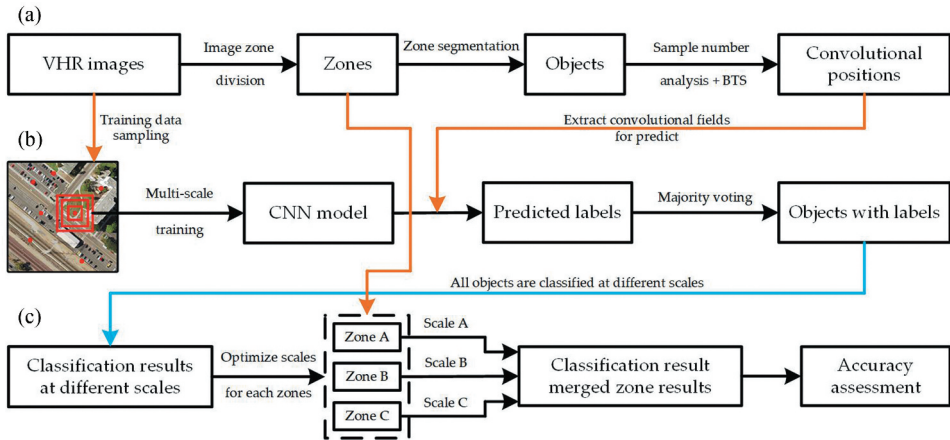 (a)
VHR images
Image zone
division
Zones
Zone segmentation
Objects
Sample number
analysis + BTS
Convolutional
positions
Training data
sampling
Extract convolutional fields
for predict
(b)
Multi-scale
training
CNN model
Predicted labels
Majority voting
Objects with labels
All objects are classified at different scales
(c)
Classification results
at different scales
Optimize scales
for each zones
Zone A
Zone B
Zone C
Scale A
Scale B
Scale C
Classification result
merged zone results
Accuracy
assessment